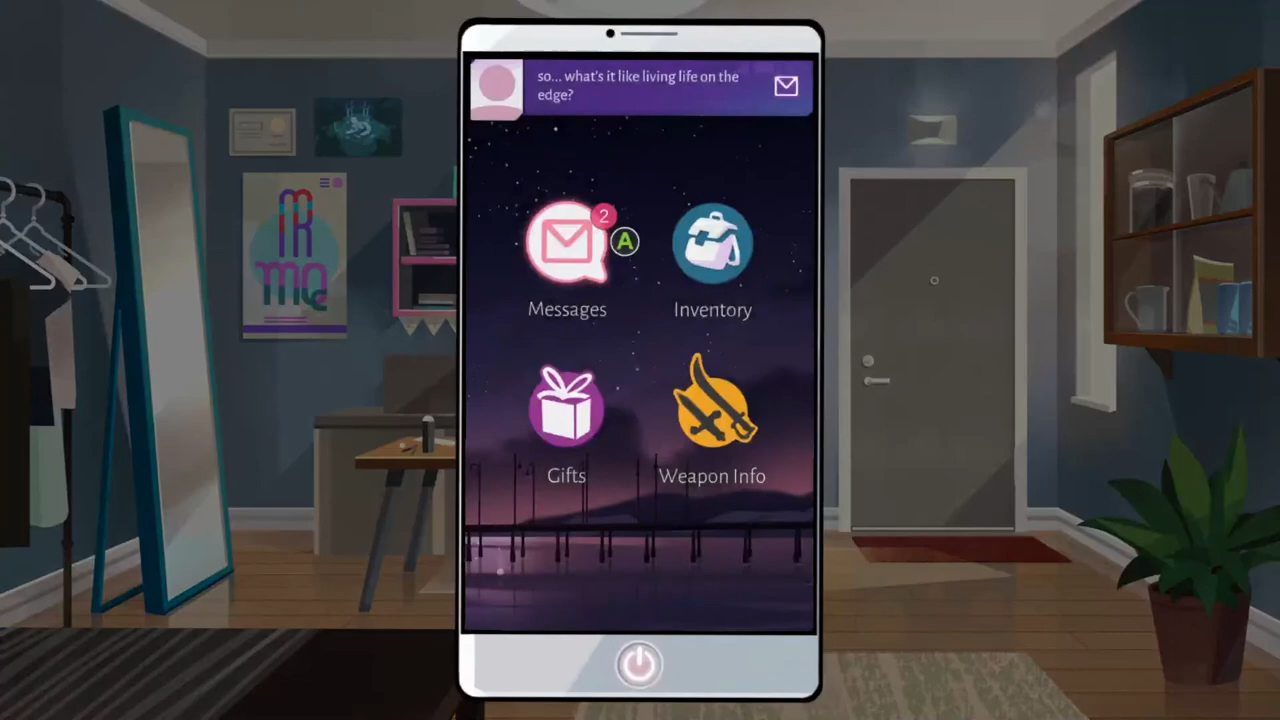 so... what's it like living life on the
edge?
2
A
Messages
Inventory
Gifts
Weapon Info